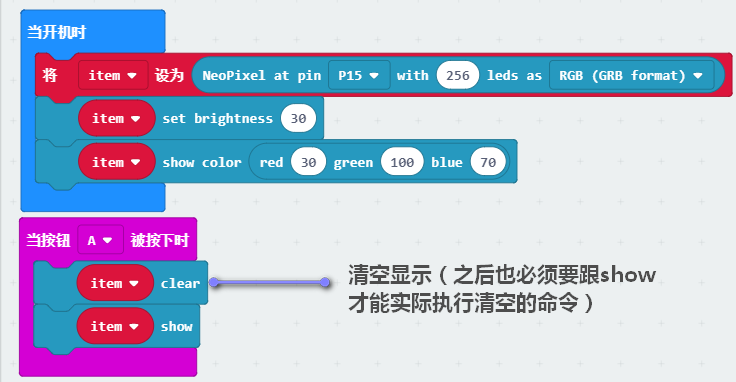 当开机时
将 item 设为 NeoPixel at pin P15 with 256 leds as RGB (GRB format)
item set brightness 30
item show color red 30 green 100 blue 70
当按钮 A 被按下时
item clear
清空显示（之后也必须要跟show
才能实际执行清空的命令）
item show